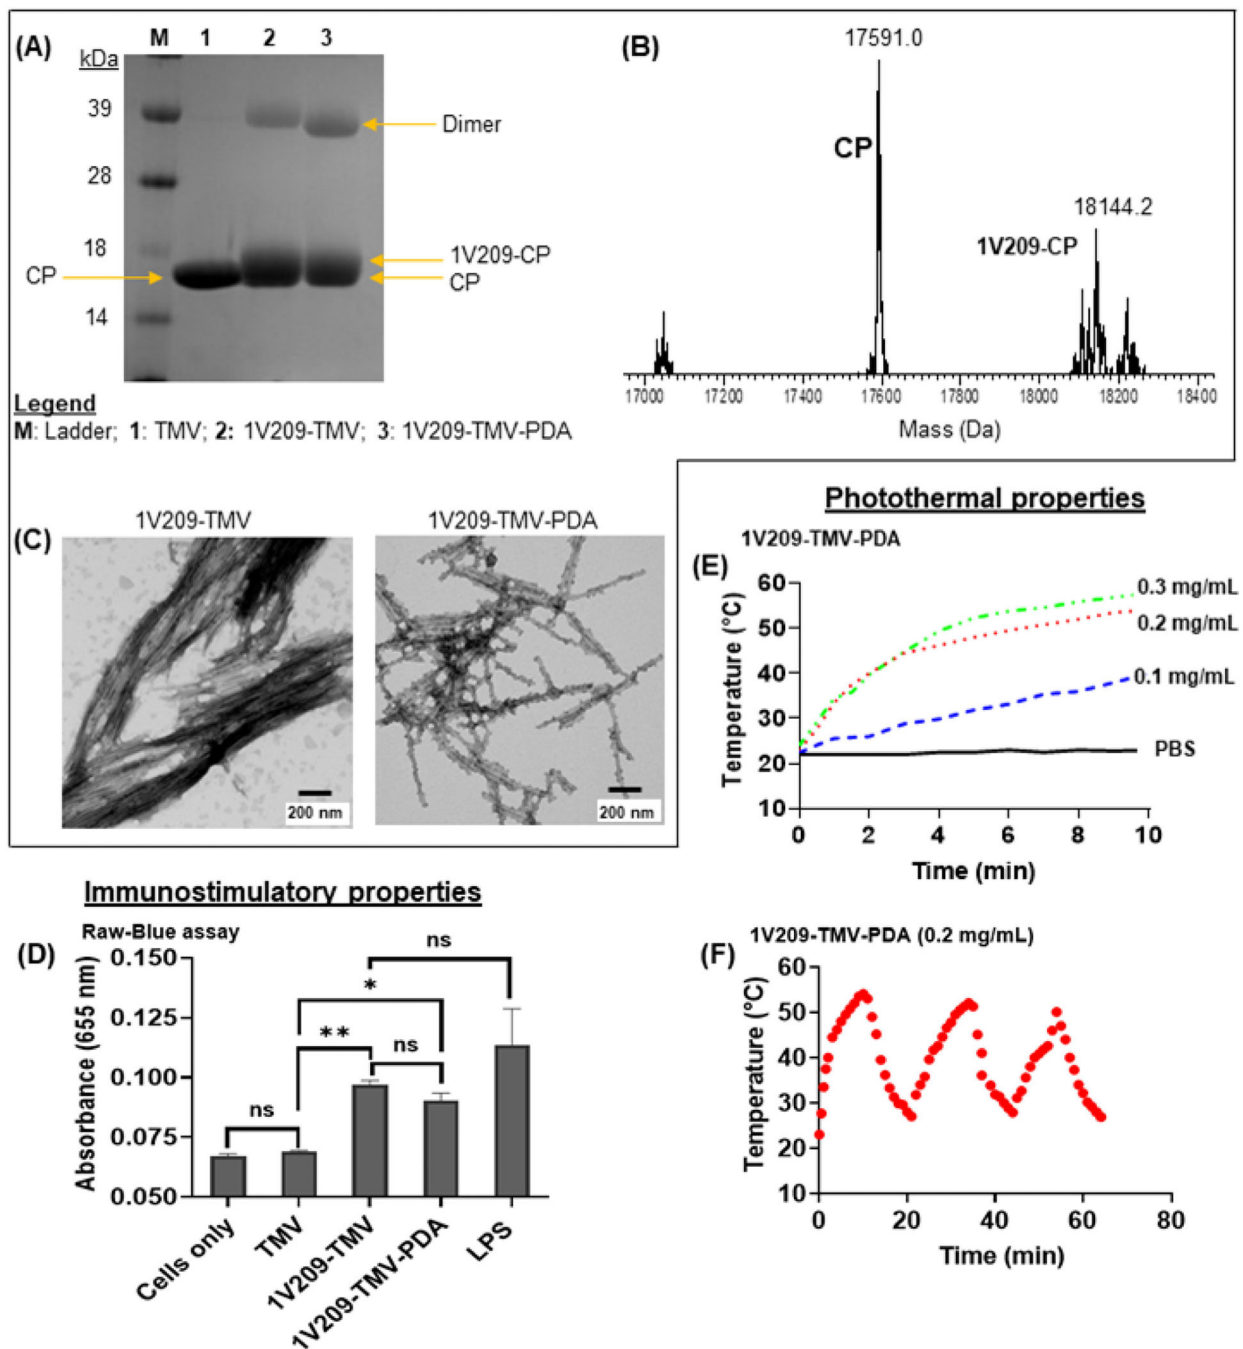 (A)
M 1 2 3
kDa
39
28
18
14
CP
Dimer
1V209-CP
CP
Legend
M: Ladder; 1: TMV; 2: 1V209-TMV; 3: 1V209-TMV-PDA
(B)
17591.0
CP
18144.2
1V209-CP
17000 17200 17400 17600 17800 18000 18200 18400
Mass (Da)
(C)
1V209-TMV
200 nm
1V209-TMV-PDA
200 nm
Photothermal properties
1V209-TMV-PDA
(E)
Temperature (°C)
60
50
40
30
20
10
0.3 mg/mL
0.2 mg/mL
0.1 mg/mL
PBS
0 2 4 6 8 10
Time (min)
Immunostimulatory properties
Raw-Blue assay
(D)
Absorbance (655 nm)
0.150
0.125
0.100
0.075
0.050
ns
*
**
ns
ns
Cells only
TMV
1V209-TMV
1V209-TMV-PDA
LPS
1V209-TMV-PDA (0.2 mg/mL)
(F)
Temperature (°C)
60
50
40
30
20
10
0 20 40 60 80
Time (min)